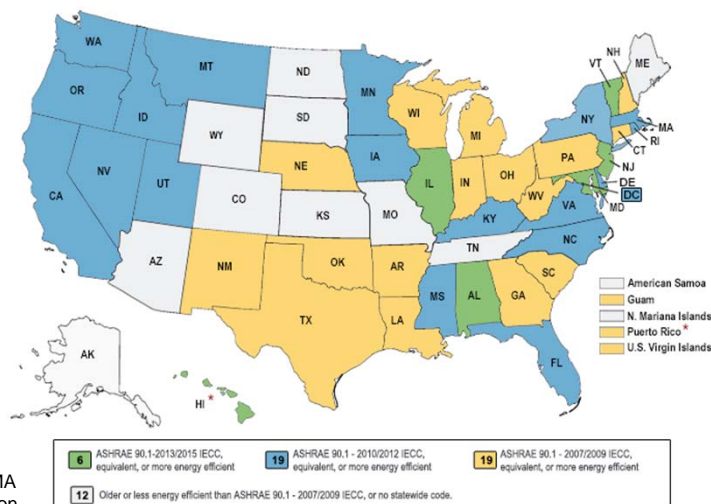 WA
MT
ND
MN
ME
VT
NH
OR
ID
SD
WI
MI
NY
MA
RI
CT
WY
NE
IA
IL
IN
OH
PA
NJ
DE
DC
MD
CA
NV
UT
CO
KS
MO
KY
WV
VA
NC
AZ
NM
OK
AR
TN
SC
TX
LA
MS
AL
GA
FL
AK
HI *
American Samoa
Guam
N. Mariana Islands
Puerto Rico *
U.S. Virgin Islands
6 ASHRAE 90.1-2013/2015 IECC,
equivalent, or more energy efficient
19 ASHRAE 90.1 - 2010/2012 IECC,
equivalent, or more energy efficient
19 ASHRAE 90.1 - 2007/2009 IECC,
equivalent, or more energy efficient
12 Older or less energy efficient than ASHRAE 90.1 - 2007/2009 IECC, or no statewide code.
MA
on